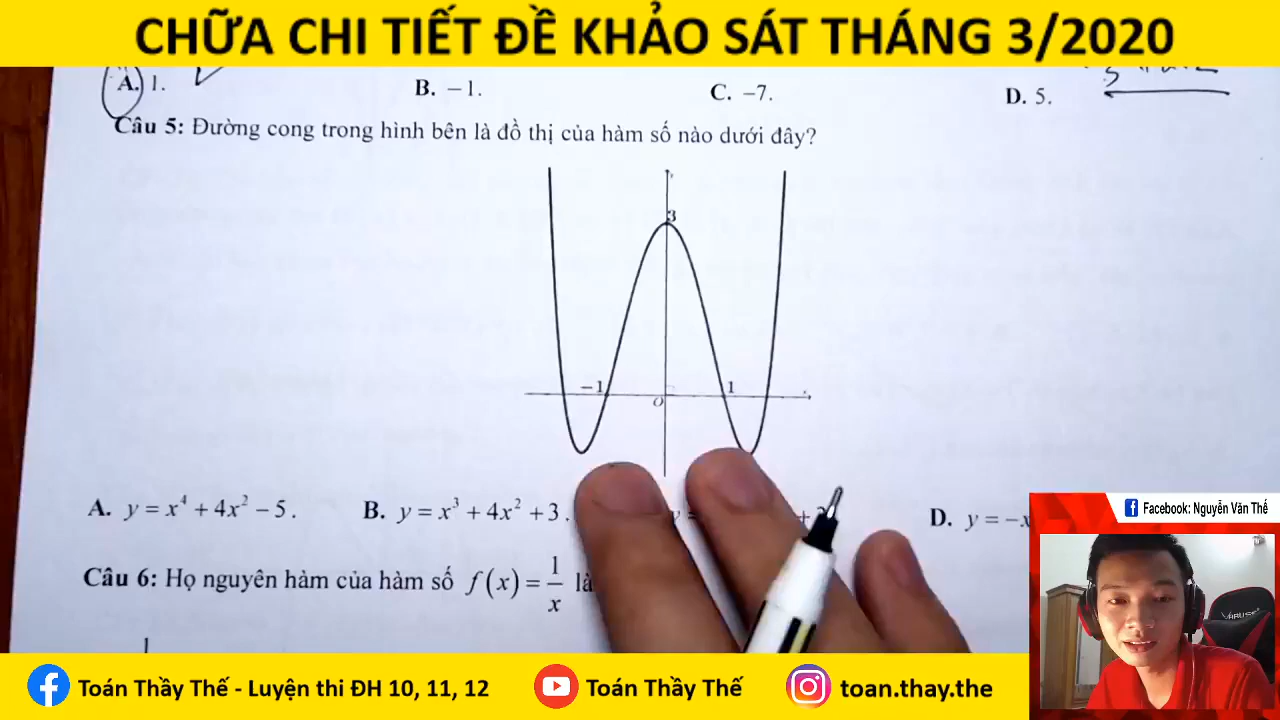 CHỮA CHI TIẾT ĐỀ KHẢO SÁT THÁNG 3/2020
A. 1. B. −1. C. −7. D. 5.
Câu 5: Đường cong trong hình bên là đồ thị của hàm số nào dưới đây?
3
−1 1
O
A. y = x⁴ + 4x² − 5. B. y = x³ + 4x² + 3. y = + D. y = −x
Câu 6: Họ nguyên hàm của hàm số f(x) = 1/x là
1
Facebook: Nguyễn Văn Thế
Toán Thầy Thế - Luyện thi ĐH 10, 11, 12
Toán Thầy Thế
toan.thay.the